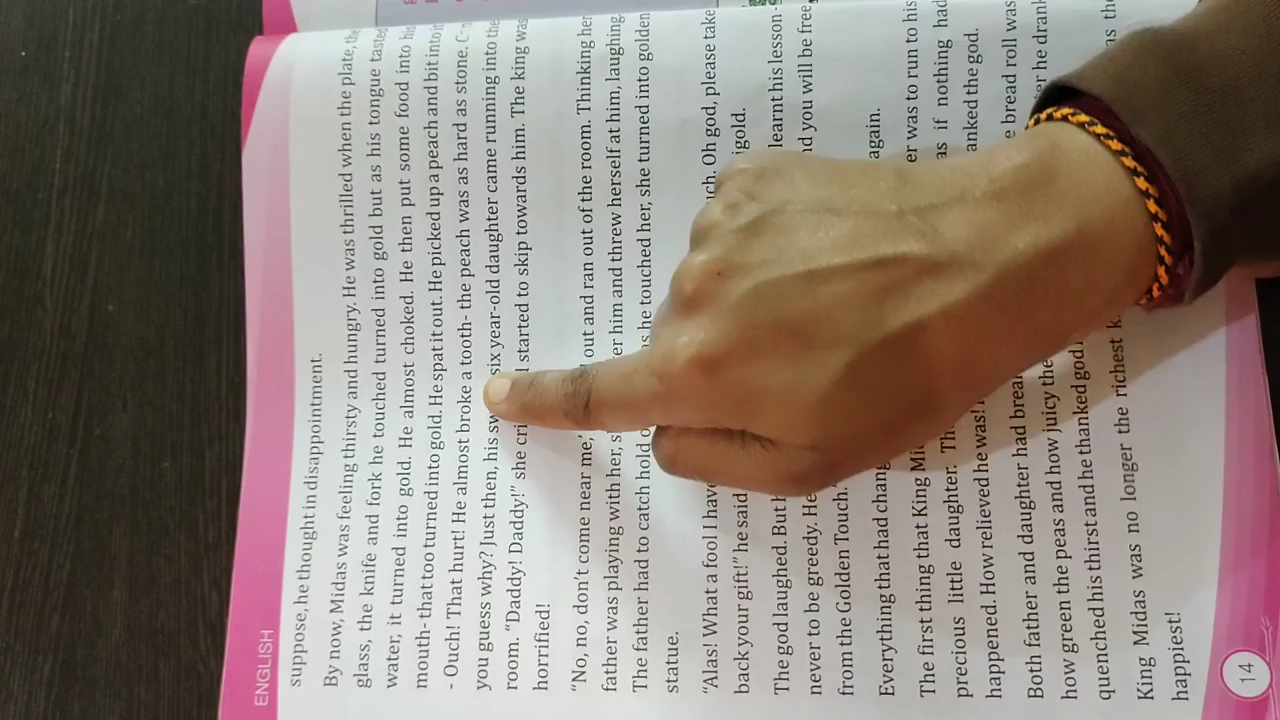 ENGLISH
suppose, he thought in disappointment.
By now, Midas was feeling thirsty and hungry. He was thrilled when the plate, the
glass, the knife and fork he touched turned into gold but as his tongue tasted
water, it turned into gold. He almost choked. He then put some food into his
mouth- that too turned into gold. He spat it out. He picked up a peach and bit into it
- Ouch! That hurt! He almost broke a tooth- the peach was as hard as stone.
you guess why? Just then, his six year-old daughter came running into the
room. "Daddy! Daddy!" she started to skip towards him. The king was
horrified!
"No, no, don't come near me," out and ran out of the room. Thinking her
father was playing with her, him and threw herself at him, laughing.
The father had to catch hold he touched her, she turned into golden
statue.
"Alas! What a fool I have Oh god, please take
back your gift!" he said
The god laughed. But learnt his lesson -
never to be greedy. He you will be free
from the Golden Touch.
Everything that had again.
The first thing that King was to run to his
precious little daughter. as if nothing had
happened. How relieved he was! the god.
Both father and daughter had bread roll was
how green the peas and how juicy the he drank
quenched his thirst and he thanked god the
King Midas was no longer the richest
happiest!
14